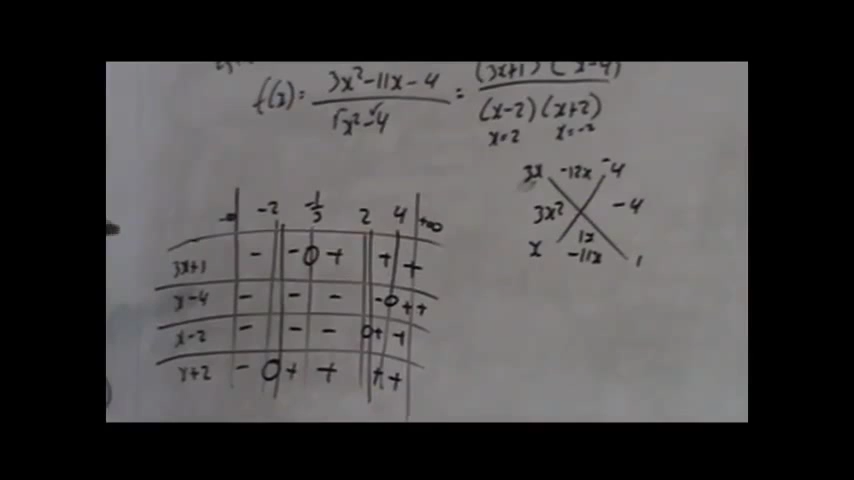 f(x) = 3x²-11x-4 / √x²-√4 = (3x+1)(x-4) / (x-2)(x+2)
x=2 x=-2
3x -12x -4
3x² -4
x 1x 1
-11x
-∞ -2 -1/3 2 4 +∞
3x+1 - - 0 + + +
x-4 - - - - 0 + +
x-2 - - - 0 + +
x+2 - 0 + + + +